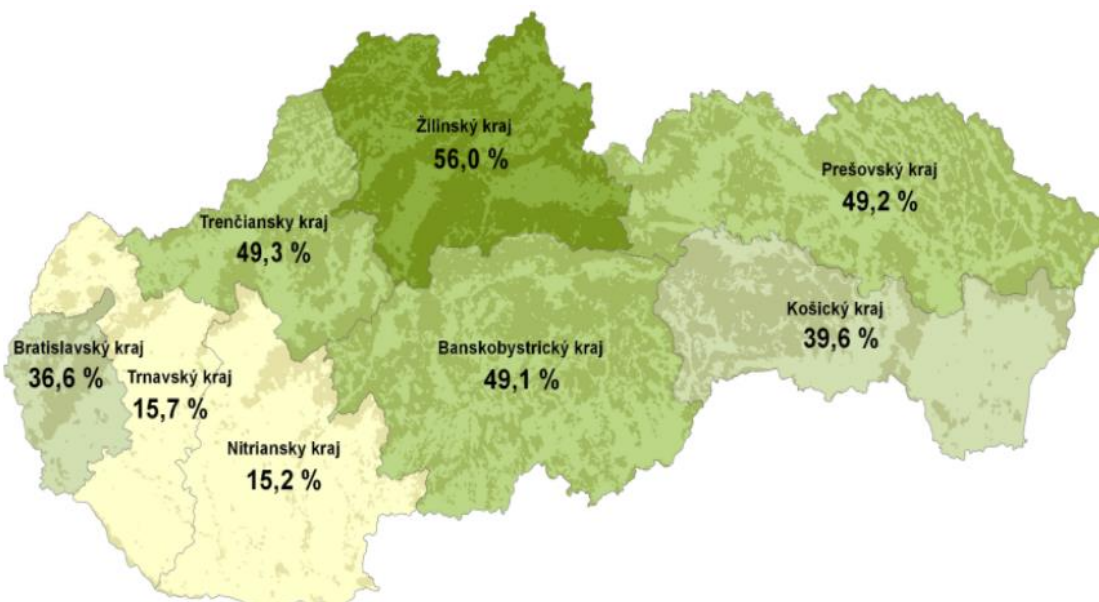 Žilinský kraj
56,0 %
Prešovský kraj
49,2 %
Trenčiansky kraj
49,3 %
Košický kraj
39,6 %
Bratislavský kraj
36,6 %
Banskobystrický kraj
49,1 %
Trnavský kraj
15,7 %
Nitriansky kraj
15,2 %